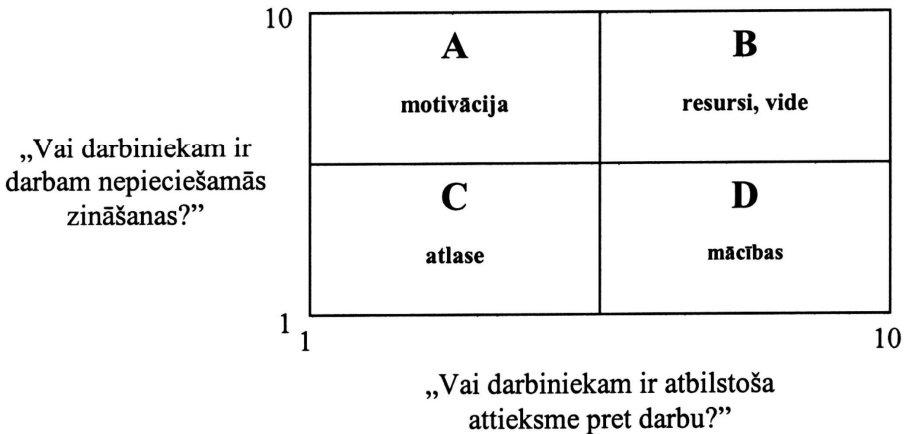 10
A
B
motivācija
resursi, vide
„Vai darbiniekam ir
darbam nepieciešamās
zināšanas?”
C
D
atlase
mācības
1
1
10
„Vai darbiniekam ir atbilstoša
attieksme pret darbu?”